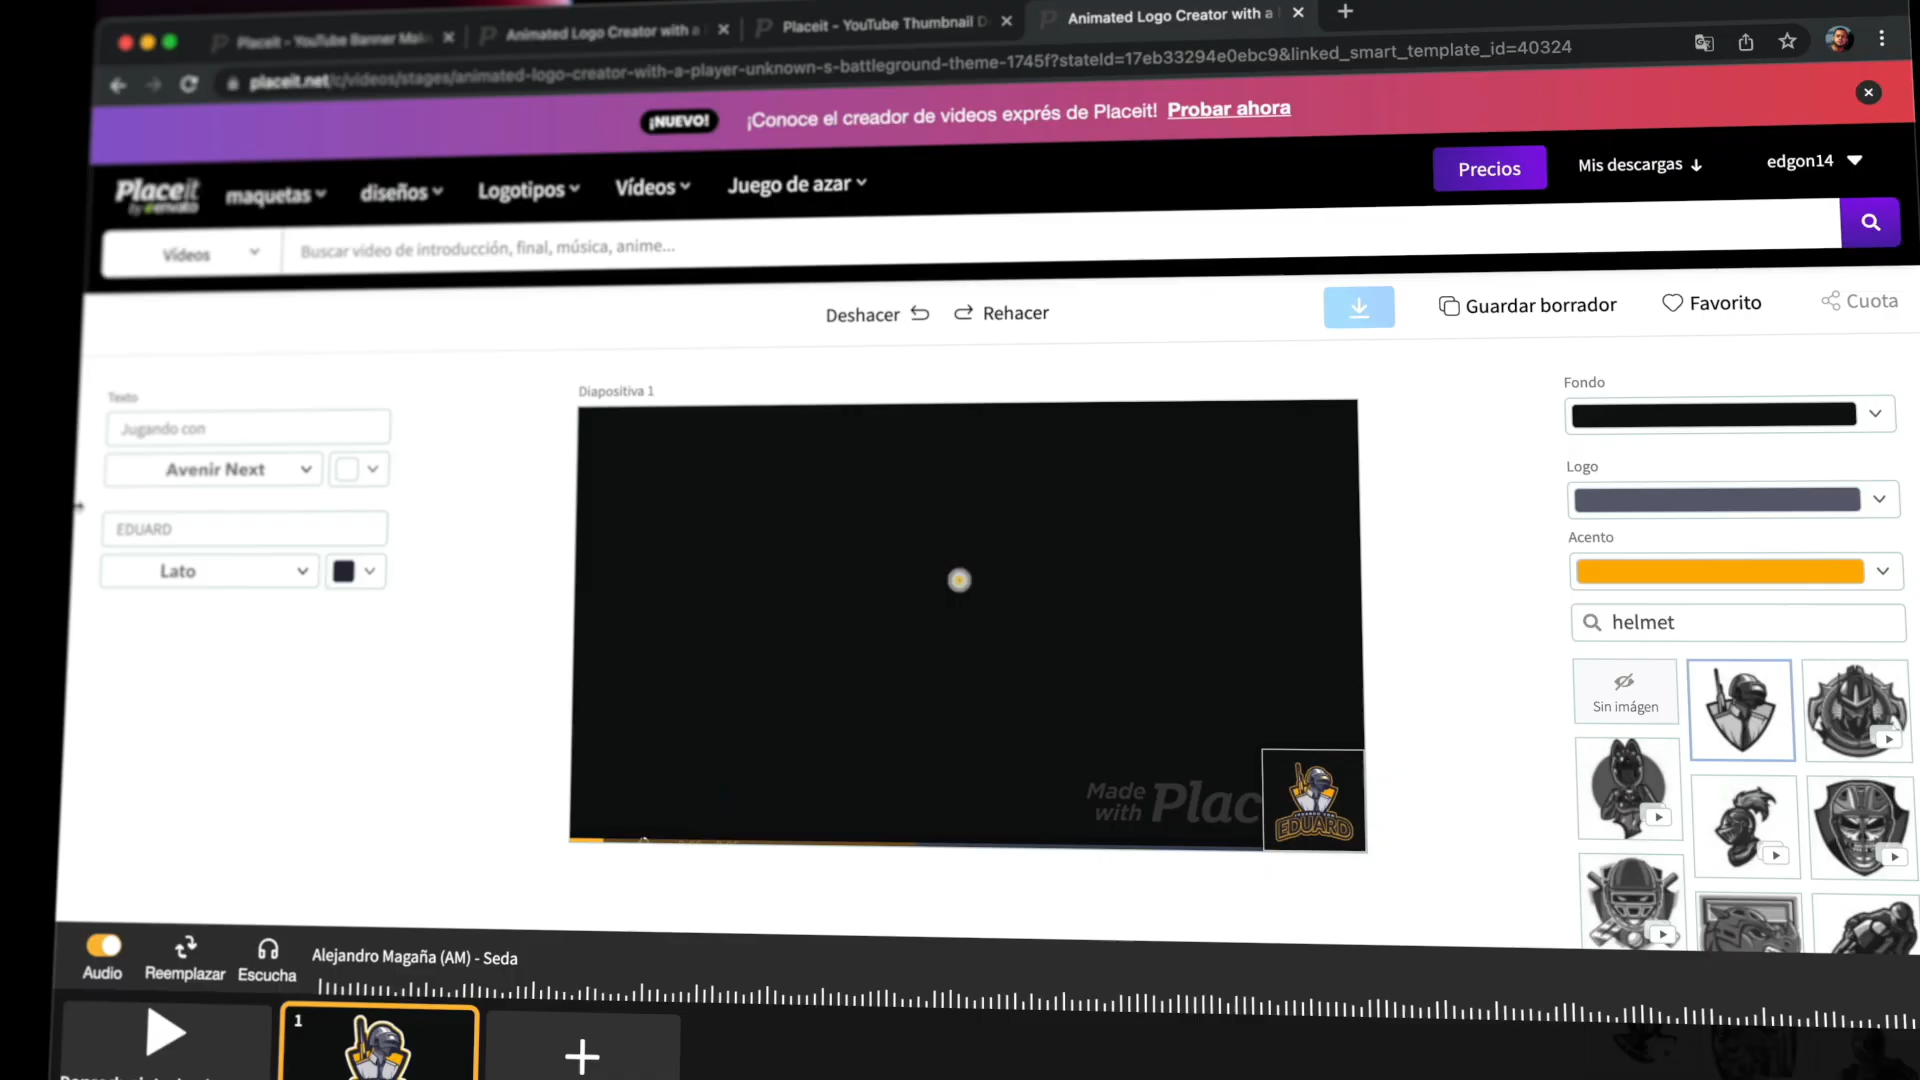 Placeit - YouTube Banner Mak
Animated Logo Creator with a
Placeit - YouTube Thumbnail D
Animated Logo Creator with a
placeit.net/c/videos/stages/animated-logo-creator-with-a-player-unknown-s-battleground-theme-1745f?stateId=17eb33294e0ebc9&linked_smart_template_id=40324
¡NUEVO! ¡Conoce el creador de videos exprés de Placeit! Probar ahora
Placeit by envato
maquetas
diseños
Logotipos
Vídeos
Juego de azar
Precios
Mis descargas
edgon14
Vídeos
Buscar video de introducción, final, música, anime...
Deshacer
Rehacer
Guardar borrador
Favorito
Cuota
Texto
Jugando con
Avenir Next
EDUARD
Lato
Diapositiva 1
Made with Plac
JUGANDO CON
EDUARD
Fondo
Logo
Acento
helmet
Sin imágen
Audio
Reemplazar
Escucha
Alejandro Magaña (AM) - Seda
1